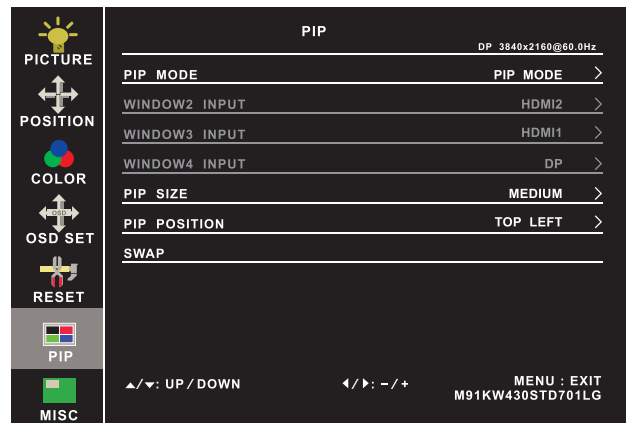 PICTURE
POSITION
COLOR
OSD
OSD SET
RESET
PIP
MISC
PIP
DP 3840x2160@60.0Hz
PIP MODE PIP MODE >
WINDOW2 INPUT HDMI2 >
WINDOW3 INPUT HDMI1 >
WINDOW4 INPUT DP >
PIP SIZE MEDIUM >
PIP POSITION TOP LEFT >
SWAP
▲/▼: UP/DOWN ◀/▶: −/+ MENU : EXIT
M91KW430STD701LG